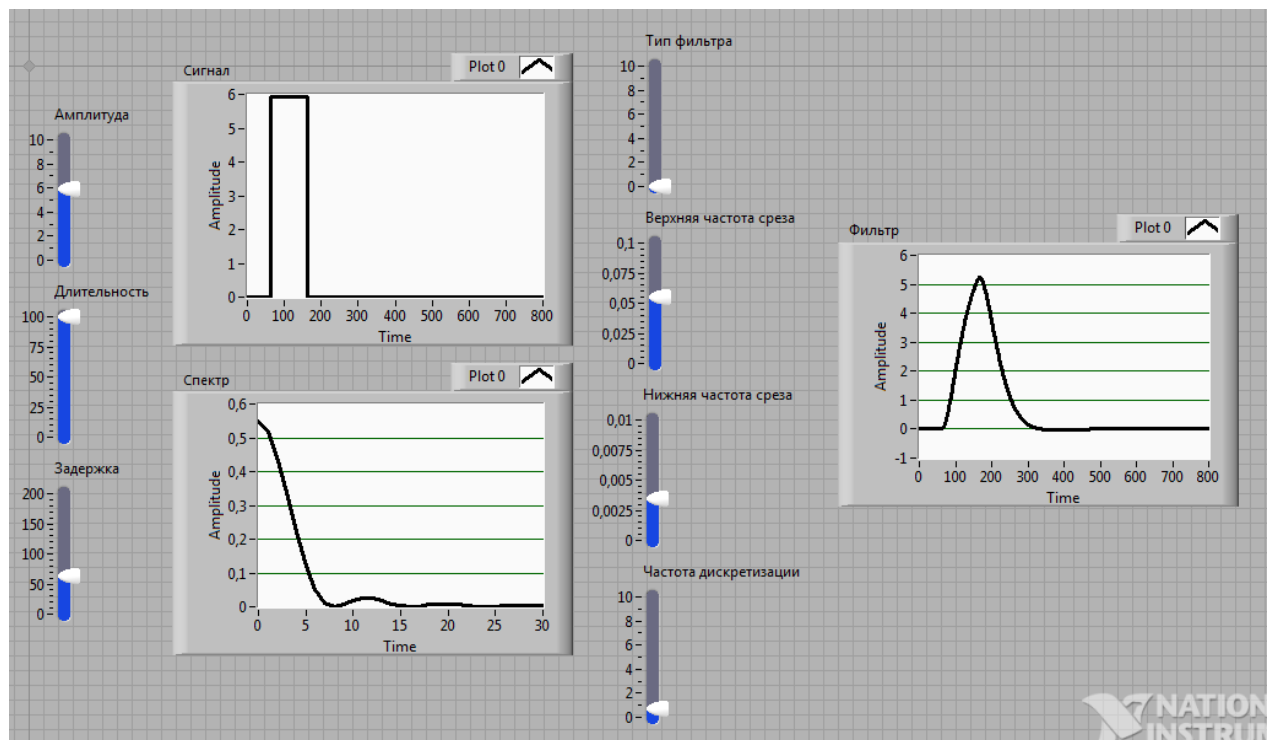 Амплитуда
10
8
6
4
2
0
Длительность
100
75
50
25
0
Задержка
200
150
100
50
0
Сигнал
Plot 0
6
5
4
3
2
1
0
Amplitude
0 100 200 300 400 500 600 700 800
Time
Спектр
Plot 0
0,6
0,5
0,4
0,3
0,2
0,1
0
Amplitude
0 5 10 15 20 25 30
Time
Тип фильтра
10
8
6
4
2
0
Верхняя частота среза
0,1
0,075
0,05
0,025
0
Нижняя частота среза
0,01
0,0075
0,005
0,0025
0
Частота дискретизации
10
8
6
4
2
0
Фильтр
Plot 0
6
5
4
3
2
1
0
-1
Amplitude
0 100 200 300 400 500 600 700 800
Time
NATION
INSTRUM